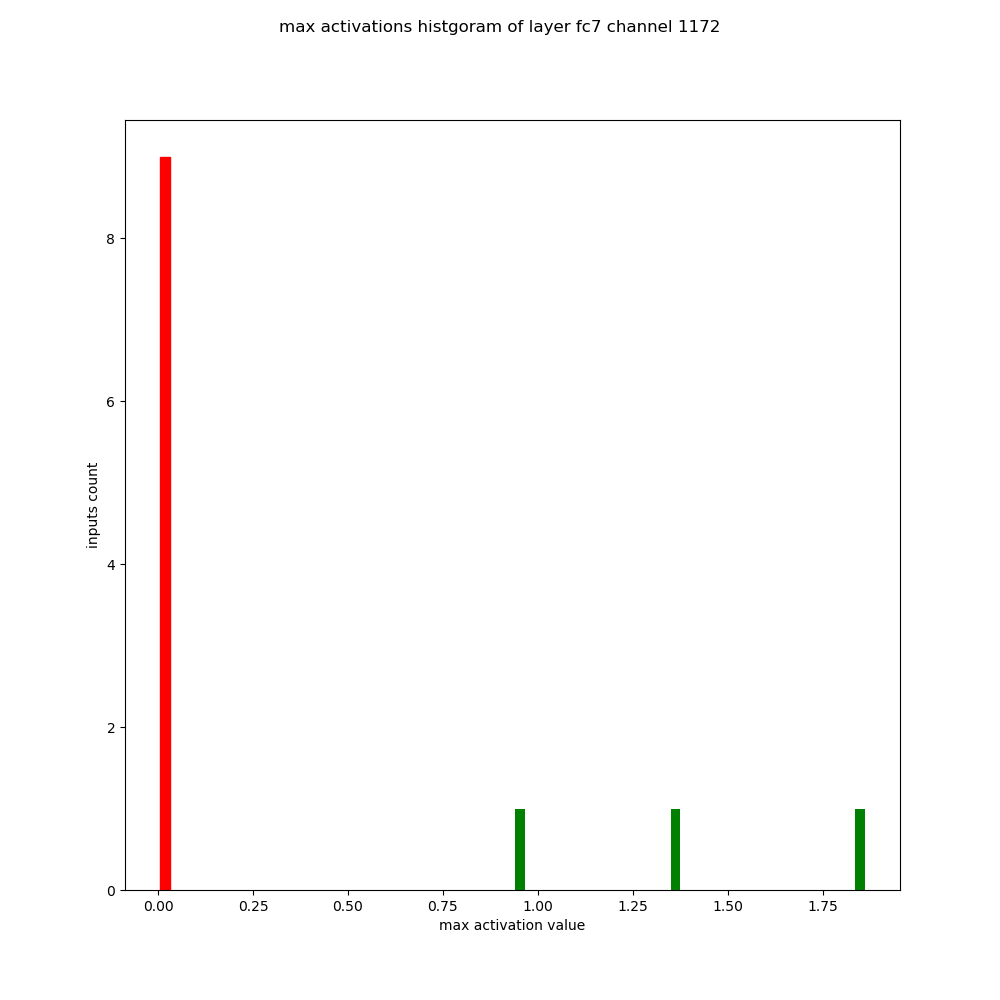 max activations histgoram of layer fc7 channel 1172
8
6
4
2
0
inputs count
0.00 0.25 0.50 0.75 1.00 1.25 1.50 1.75
max activation value